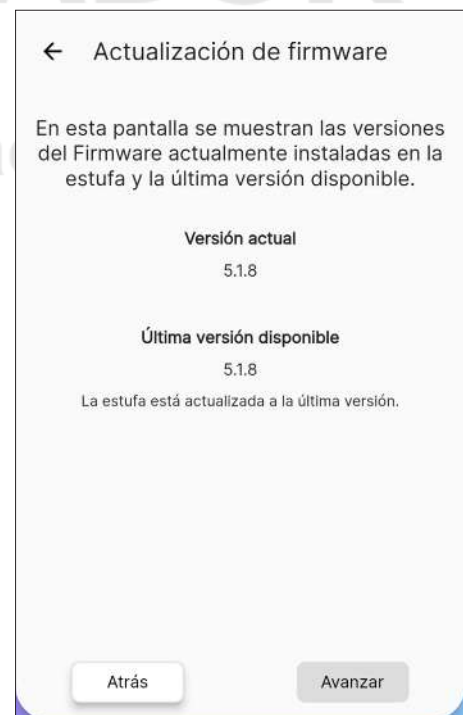 Actualización de firmware
En esta pantalla se muestran las versiones
del Firmware actualmente instaladas en la
estufa y la última versión disponible.
Versión actual
5.1.8
Última versión disponible
5.1.8
La estufa está actualizada a la última versión.
Atrás
Avanzar